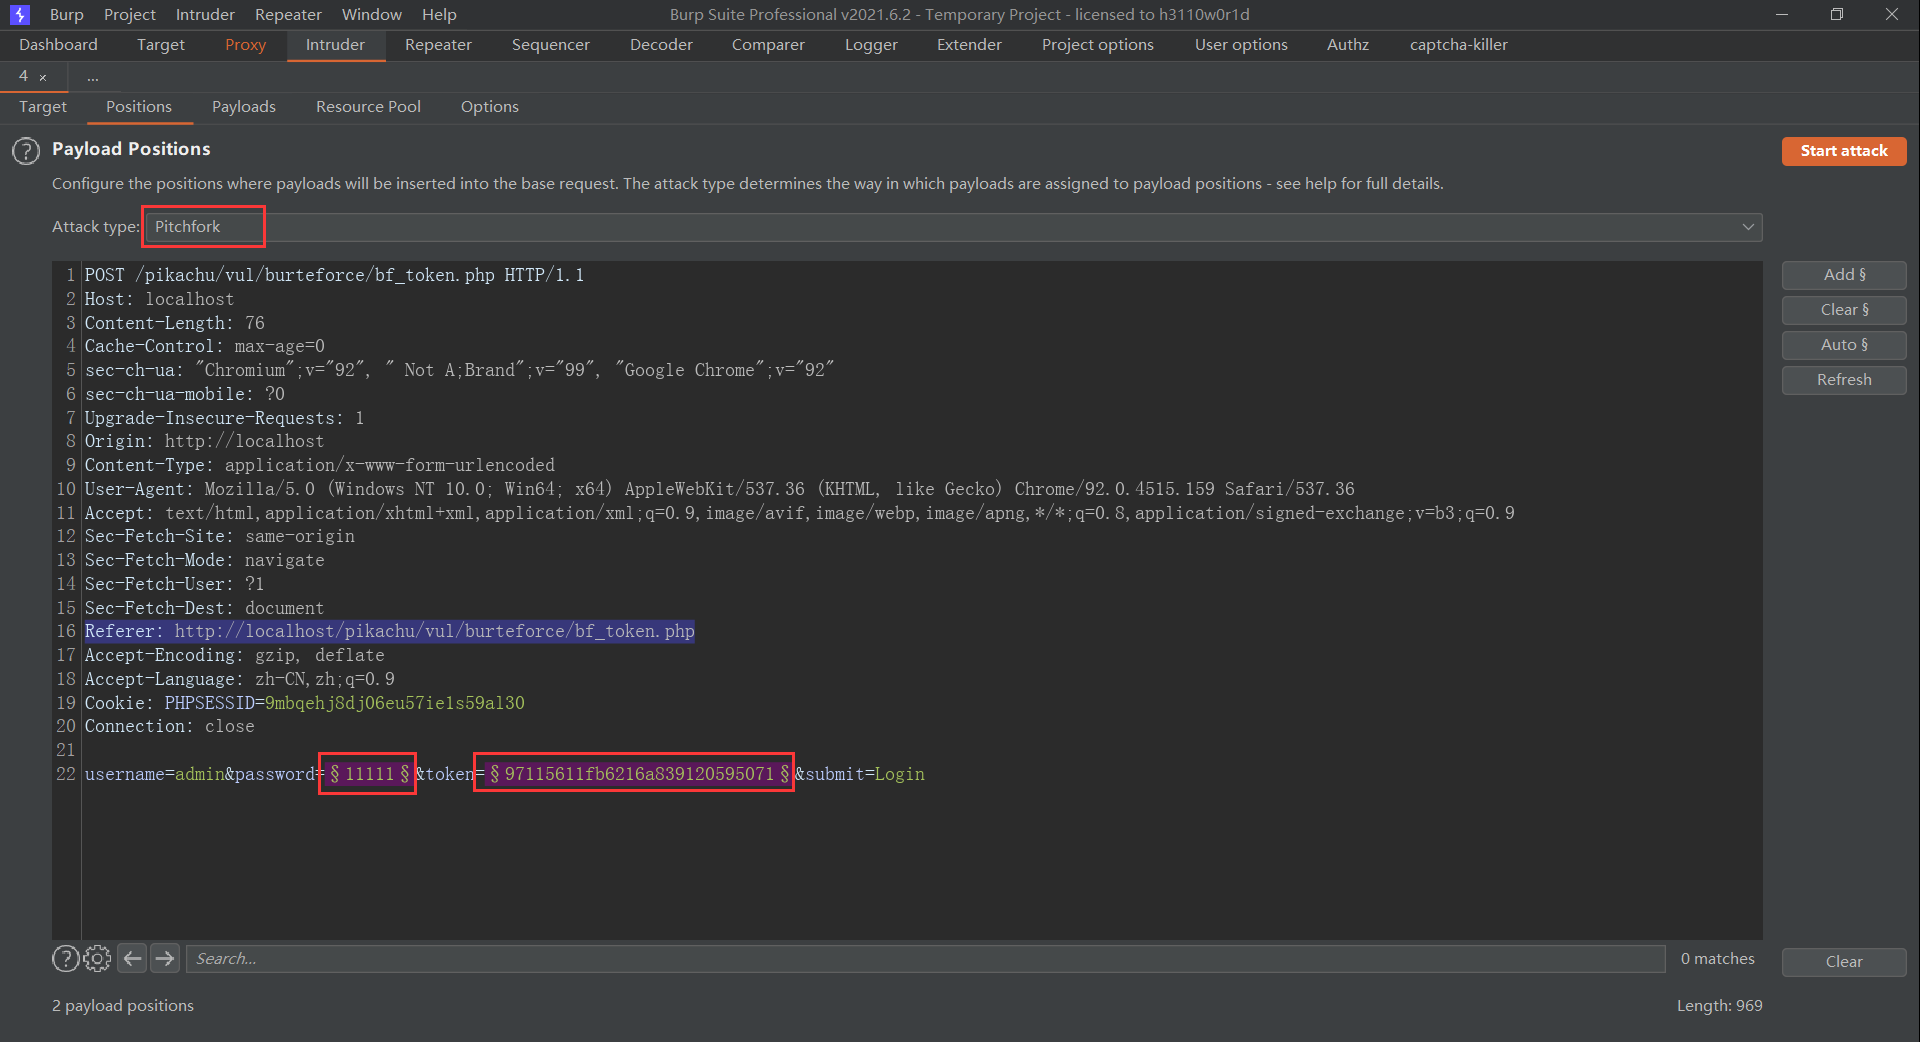 Burp Project Intruder Repeater Window Help Burp Suite Professional v2021.6.2 - Temporary Project - licensed to h3110w0r1d
Dashboard Target Proxy Intruder Repeater Sequencer Decoder Comparer Logger Extender Project options User options Authz captcha-killer
4 × ...
Target Positions Payloads Resource Pool Options
? Payload Positions Start attack
Configure the positions where payloads will be inserted into the base request. The attack type determines the way in which payloads are assigned to payload positions - see help for full details.
Attack type: Pitchfork
1 POST /pikachu/vul/burteforce/bf_token.php HTTP/1.1
2 Host: localhost
3 Content-Length: 76
4 Cache-Control: max-age=0
5 sec-ch-ua: "Chromium";v="92", " Not A;Brand";v="99", "Google Chrome";v="92"
6 sec-ch-ua-mobile: ?0
7 Upgrade-Insecure-Requests: 1
8 Origin: http://localhost
9 Content-Type: application/x-www-form-urlencoded
10 User-Agent: Mozilla/5.0 (Windows NT 10.0; Win64; x64) AppleWebKit/537.36 (KHTML, like Gecko) Chrome/92.0.4515.159 Safari/537.36
11 Accept: text/html,application/xhtml+xml,application/xml;q=0.9,image/avif,image/webp,image/apng,*/*;q=0.8,application/signed-exchange;v=b3;q=0.9
12 Sec-Fetch-Site: same-origin
13 Sec-Fetch-Mode: navigate
14 Sec-Fetch-User: ?1
15 Sec-Fetch-Dest: document
16 Referer: http://localhost/pikachu/vul/burteforce/bf_token.php
17 Accept-Encoding: gzip, deflate
18 Accept-Language: zh-CN,zh;q=0.9
19 Cookie: PHPSESSID=9mbqehj8dj06eu57ie1s59al30
20 Connection: close
21
22 username=admin&password=§11111§&token=§97115611fb6216a839120595071§&submit=Login
Add §
Clear §
Auto §
Refresh
? Search... 0 matches Clear
2 payload positions Length: 969